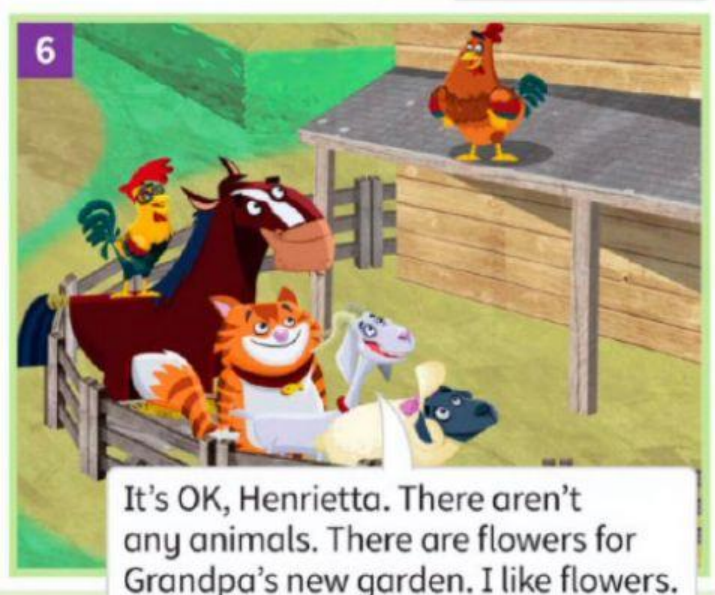 6
It's OK, Henrietta. There aren't
any animals. There are flowers for
Grandpa's new garden. I like flowers.